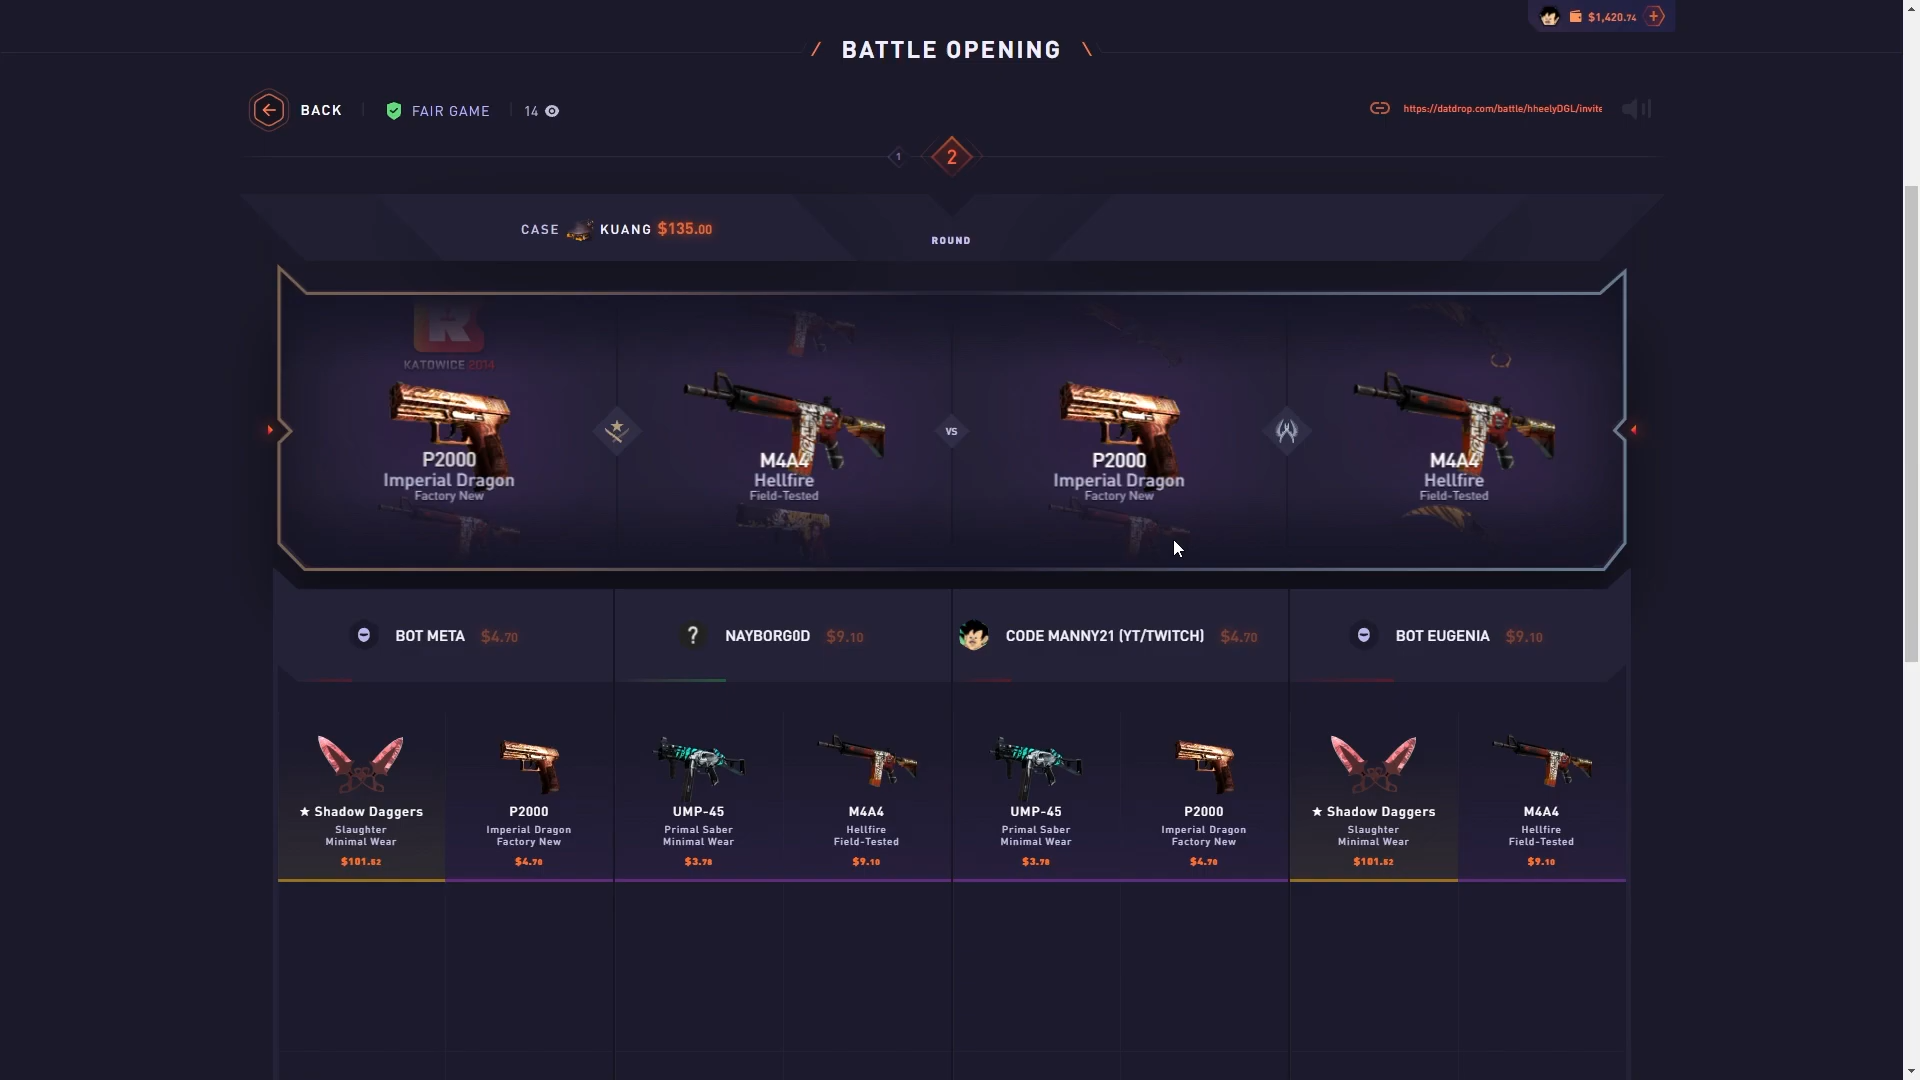 $1,420.74
BATTLE OPENING
BACK
FAIR GAME
14
https://datdrop.com/battle/hheelyDGL/invite
1
2
CASE KUANG $135.00
ROUND
KATOWICE 2014
P2000
Imperial Dragon
Factory New
M4A4
Hellfire
Field-Tested
VS
P2000
Imperial Dragon
Factory New
M4A4
Hellfire
Field-Tested
BOT META $4.70
? NAYBORG0D $9.10
CODE MANNY21 (YT/TWITCH) $4.70
BOT EUGENIA $9.10
★ Shadow Daggers
Slaughter
Minimal Wear
$101.52
P2000
Imperial Dragon
Factory New
$4.70
UMP-45
Primal Saber
Minimal Wear
$3.78
M4A4
Hellfire
Field-Tested
$9.10
UMP-45
Primal Saber
Minimal Wear
$3.78
P2000
Imperial Dragon
Factory New
$4.70
★ Shadow Daggers
Slaughter
Minimal Wear
$101.52
M4A4
Hellfire
Field-Tested
$9.10